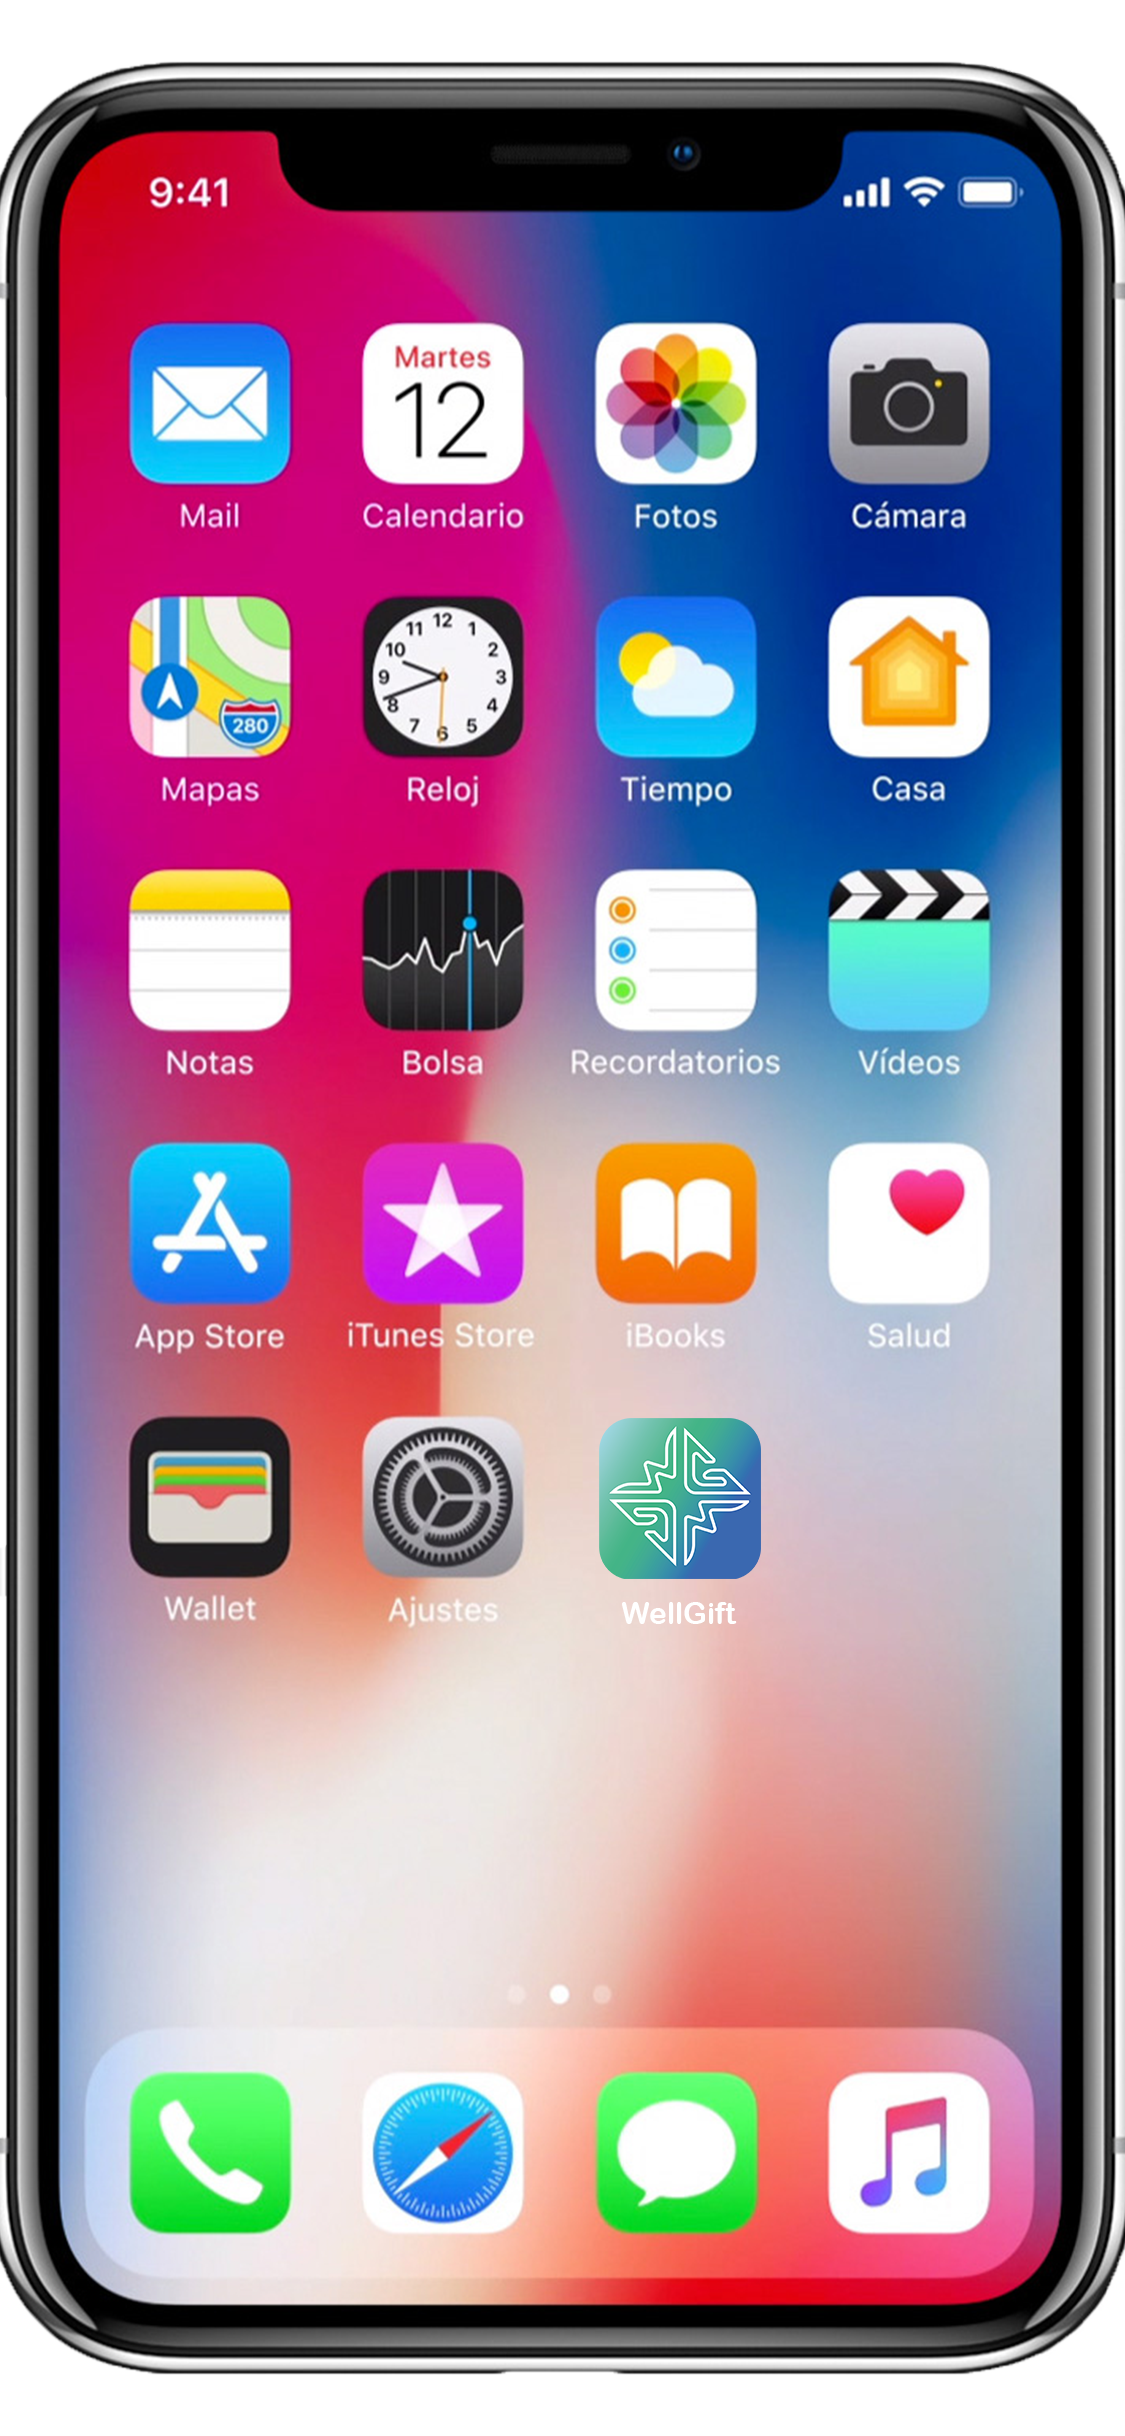 9:41
Martes
12
Mail
Calendario
Fotos
Cámara
12
11 1
10 2
9 3
8 4
7 5
6
280
Mapas
Reloj
Tiempo
Casa
Notas
Bolsa
Recordatorios
Vídeos
App Store
iTunes Store
iBooks
Salud
Wallet
Ajustes
WellGift